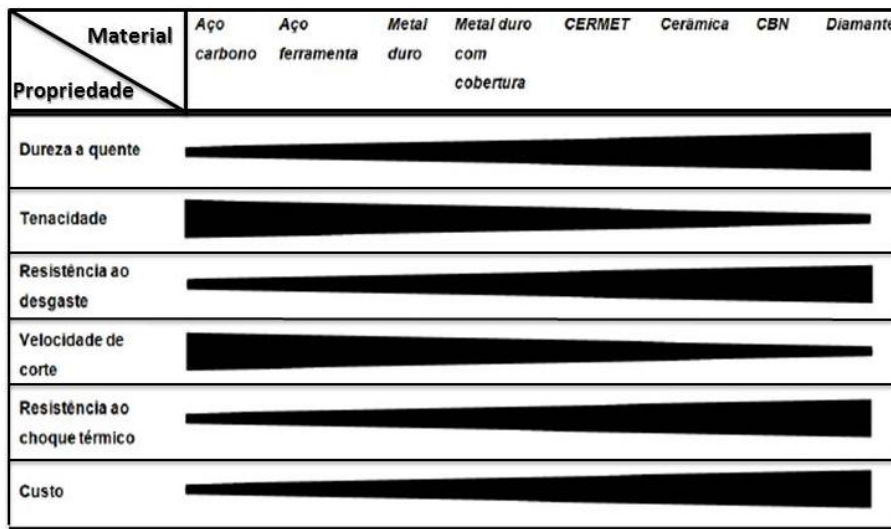 Material
Propriedade
Aço
carbono
Aço
ferramenta
Metal
duro
Metal duro
com
cobertura
CERMET
Cerâmica
CBN
Diamante
Dureza a quente
Tenacidade
Resistência ao
desgaste
Velocidade de
corte
Resistência ao
choque térmico
Custo